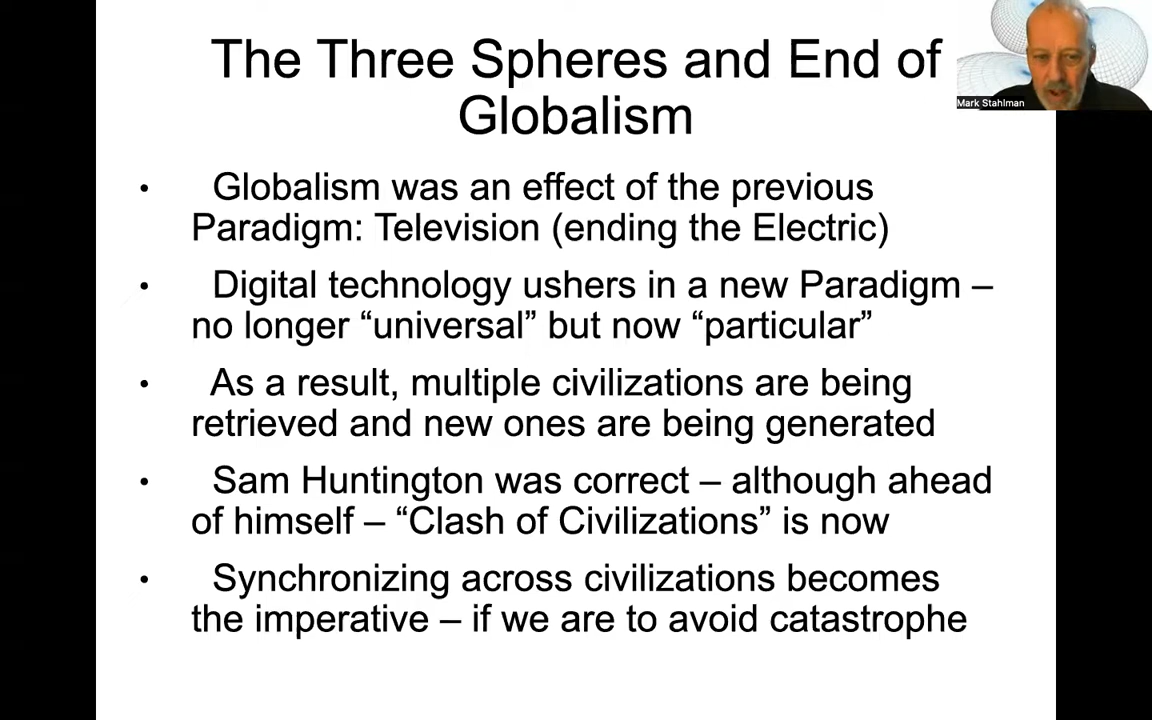 The Three Spheres and End of
Globalism
Mark Stahlman
• Globalism was an effect of the previous
Paradigm: Television (ending the Electric)
• Digital technology ushers in a new Paradigm –
no longer “universal” but now “particular”
• As a result, multiple civilizations are being
retrieved and new ones are being generated
• Sam Huntington was correct – although ahead
of himself – “Clash of Civilizations” is now
• Synchronizing across civilizations becomes
the imperative – if we are to avoid catastrophe